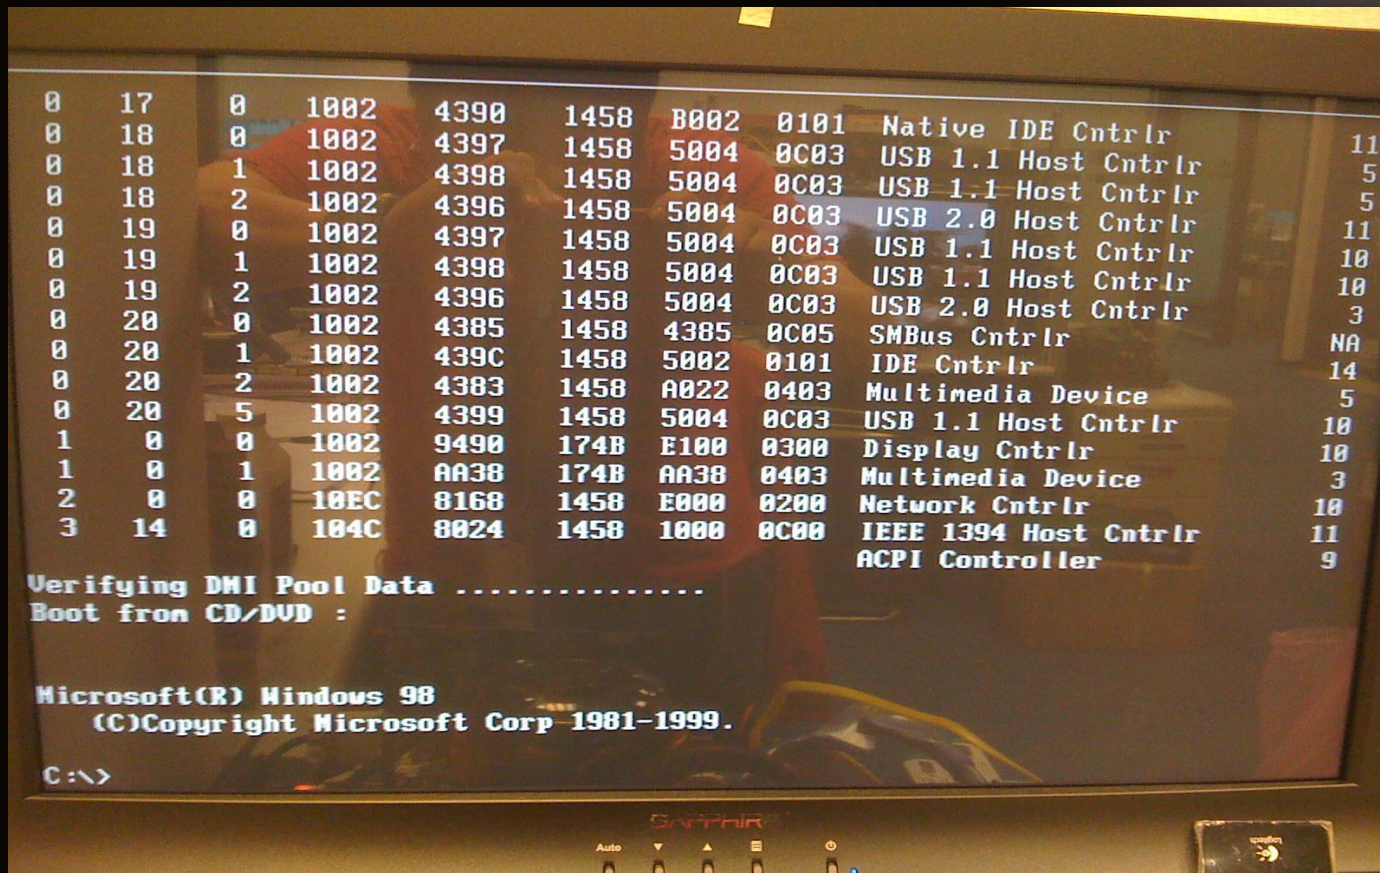 0 17 0 1002 4390 1458 B002 0101 Native IDE Cntrlr 11
0 18 0 1002 4397 1458 5004 0C03 USB 1.1 Host Cntrlr 5
0 18 1 1002 4398 1458 5004 0C03 USB 1.1 Host Cntrlr 5
0 18 2 1002 4396 1458 5004 0C03 USB 2.0 Host Cntrlr 11
0 19 0 1002 4397 1458 5004 0C03 USB 1.1 Host Cntrlr 10
0 19 1 1002 4398 1458 5004 0C03 USB 1.1 Host Cntrlr 10
0 19 2 1002 4396 1458 5004 0C03 USB 2.0 Host Cntrlr 3
0 20 0 1002 4385 1458 4385 0C05 SMBus Cntrlr NA
0 20 1 1002 439C 1458 5002 0101 IDE Cntrlr 14
0 20 2 1002 4383 1458 A022 0403 Multimedia Device 5
0 20 5 1002 4399 1458 5004 0C03 USB 1.1 Host Cntrlr 10
1 0 0 1002 9490 174B E100 0300 Display Cntrlr 10
1 0 1 1002 AA38 174B AA38 0403 Multimedia Device 3
2 0 0 10EC 8168 1458 E000 0200 Network Cntrlr 10
3 14 0 104C 8024 1458 1000 0C00 IEEE 1394 Host Cntrlr 11
ACPI Controller 9
Verifying DMI Pool Data ...............
Boot from CD/DVD :
Microsoft(R) Windows 98
(C)Copyright Microsoft Corp 1981-1999.
C:\>
SAPPHIRE
Auto
Logitech